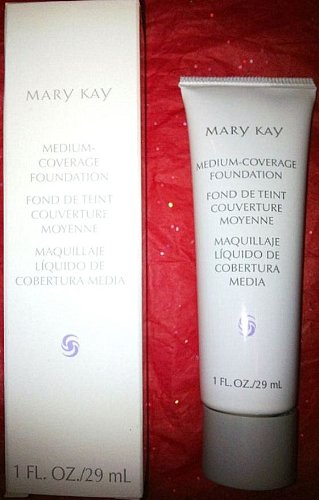 MARY KAY
MEDIUM-
COVERAGE
FOUNDATION
FOND DE TEINT
COUVERTURE
MOYENNE
MAQUILLAJE
LÍQUIDO DE
COBERTURA MEDIA
1 FL. OZ./29 mL
MARY KAY
MEDIUM-COVERAGE
FOUNDATION
FOND DE TEINT
COUVERTURE
MOYENNE
MAQUILLAJE
LÍQUIDO DE
COBERTURA
MEDIA
1 FL. OZ./29 mL